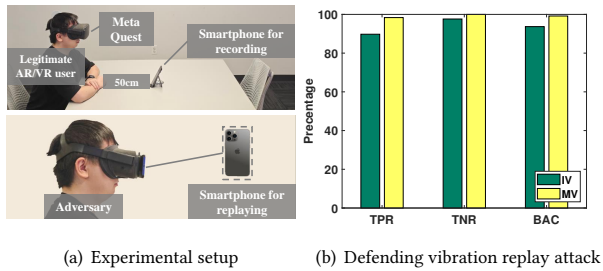 Meta
Quest
Smartphone for
recording
Legitimate
AR/VR user
50cm
Adversary
Smartphone for
replaying
(a) Experimental setup
Precentage
100
80
60
40
20
0
TPR
TNR
BAC
IV
MV
(b) Defending vibration replay attack